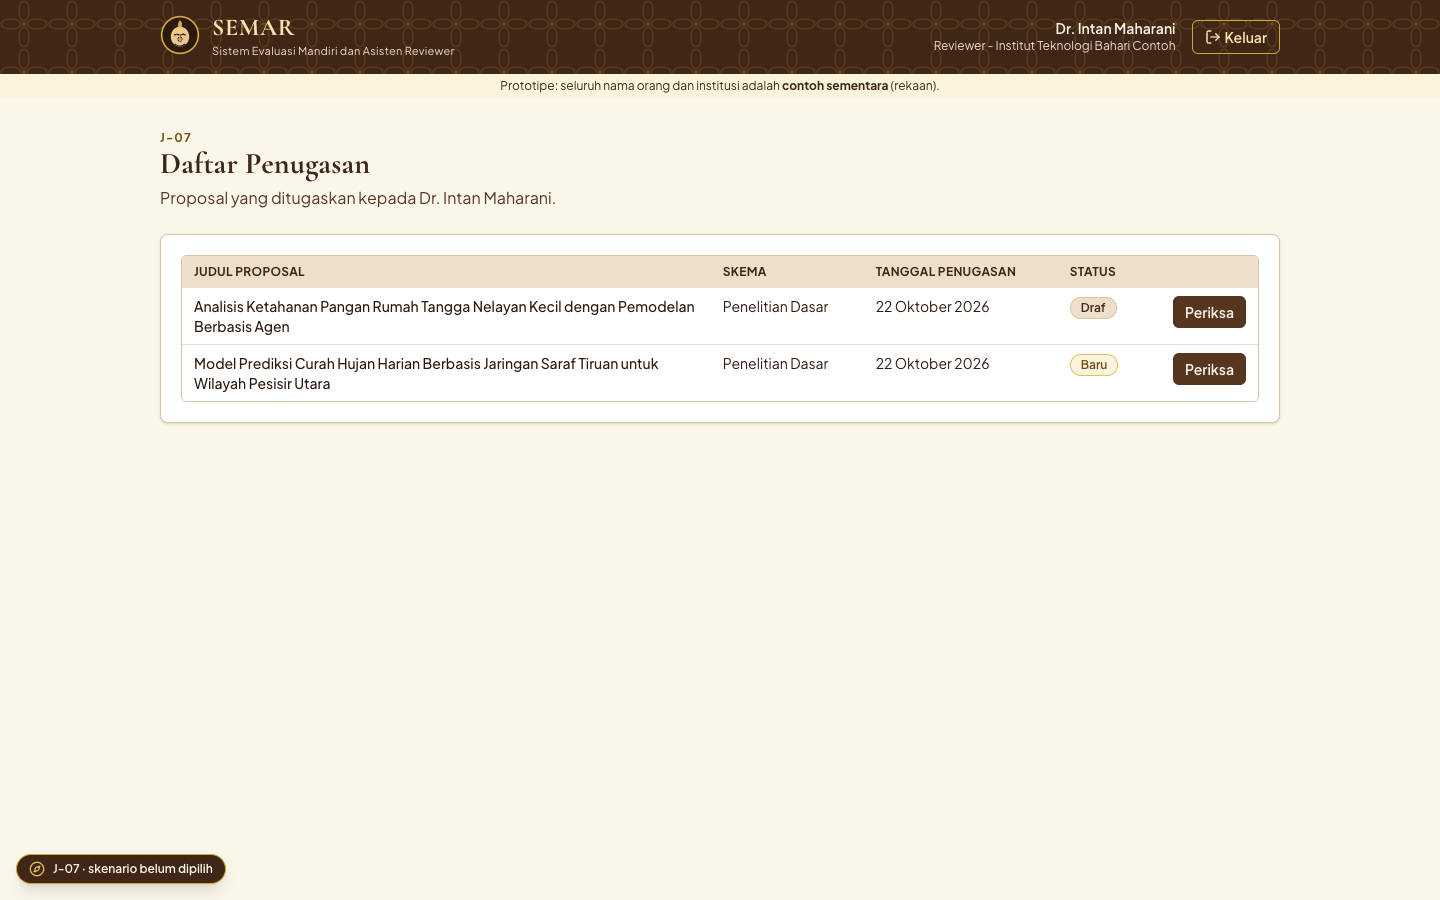 SEMAR
Sistem Evaluasi Mandiri dan Asisten Reviewer
Dr. Intan Maharani
Reviewer - Institut Teknologi Bahari Contoh
Keluar
Prototipe: seluruh nama orang dan institusi adalah contoh sementara (rekaan).
J-07
Daftar Penugasan
Proposal yang ditugaskan kepada Dr. Intan Maharani.
JUDUL PROPOSAL SKEMA TANGGAL PENUGASAN STATUS
Analisis Ketahanan Pangan Rumah Tangga Nelayan Kecil dengan Pemodelan
Berbasis Agen
Penelitian Dasar
22 Oktober 2026
Draf
Periksa
Model Prediksi Curah Hujan Harian Berbasis Jaringan Saraf Tiruan untuk
Wilayah Pesisir Utara
Penelitian Dasar
22 Oktober 2026
Baru
Periksa
J-07 · skenario belum dipilih